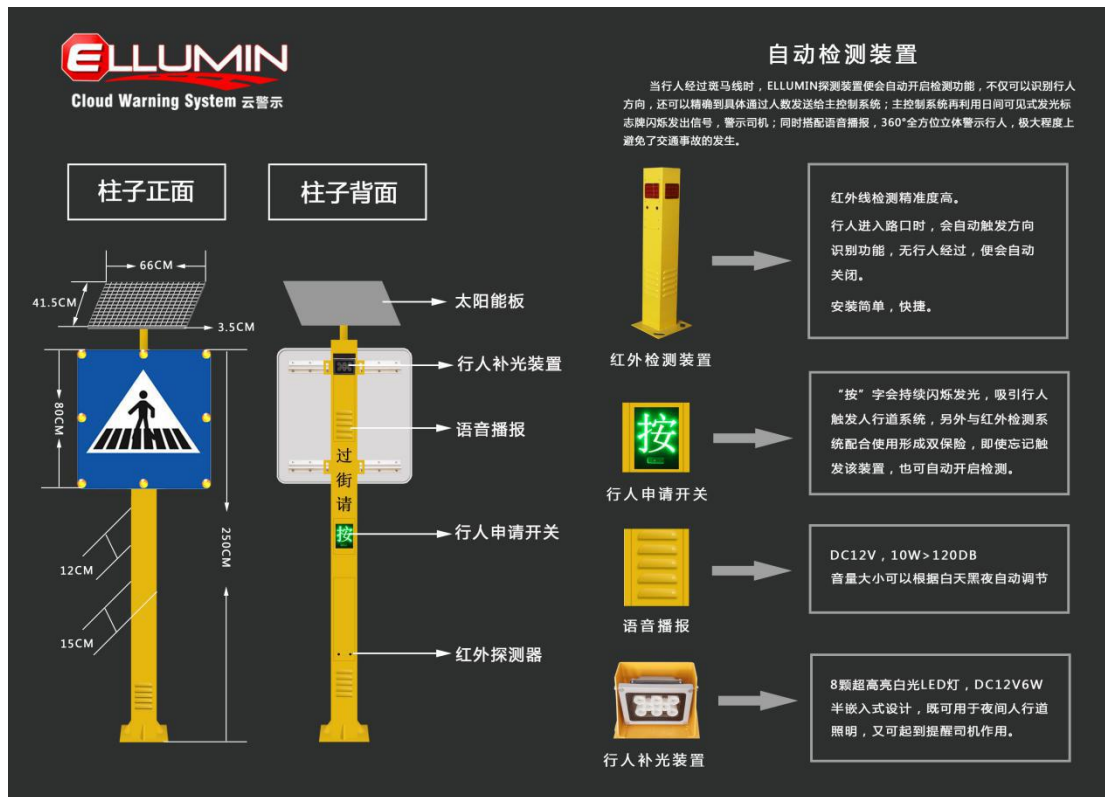 ELLUMIN
Cloud Warning System 云警示
柱子正面
柱子背面
66CM
41.5CM
3.5CM
80CM
250CM
12CM
15CM
太阳能板
行人补光装置
语音播报
过
街
请
按
行人申请开关
红外探测器
自动检测装置
当行人经过斑马线时，ELLUMIN探测装置便会自动开启检测功能，不仅可以识别行人
方向，还可以精确到具体通过人数发送给主控制系统；主控制系统再利用日间可见式发光标
志牌闪烁发出信号，警示司机；同时搭配语音播报，360°全方位立体警示行人，极大程度上
避免了交通事故的发生。
红外检测装置
红外线检测精准度高。
行人进入路口时，会自动触发方向
识别功能，无行人经过，便会自动
关闭。
安装简单，快捷。
按
行人申请开关
“按”字会持续闪烁发光，吸引行人
触发人行道系统，另外与红外检测系
统配合使用形成双保险，即使忘记触
发该装置，也可自动开启检测。
语音播报
DC12V，10W>120DB
音量大小可以根据白天黑夜自动调节
行人补光装置
8颗超高亮白光LED灯，DC12V6W
半嵌入式设计，既可用于夜间人行道
照明，又可起到提醒司机作用。